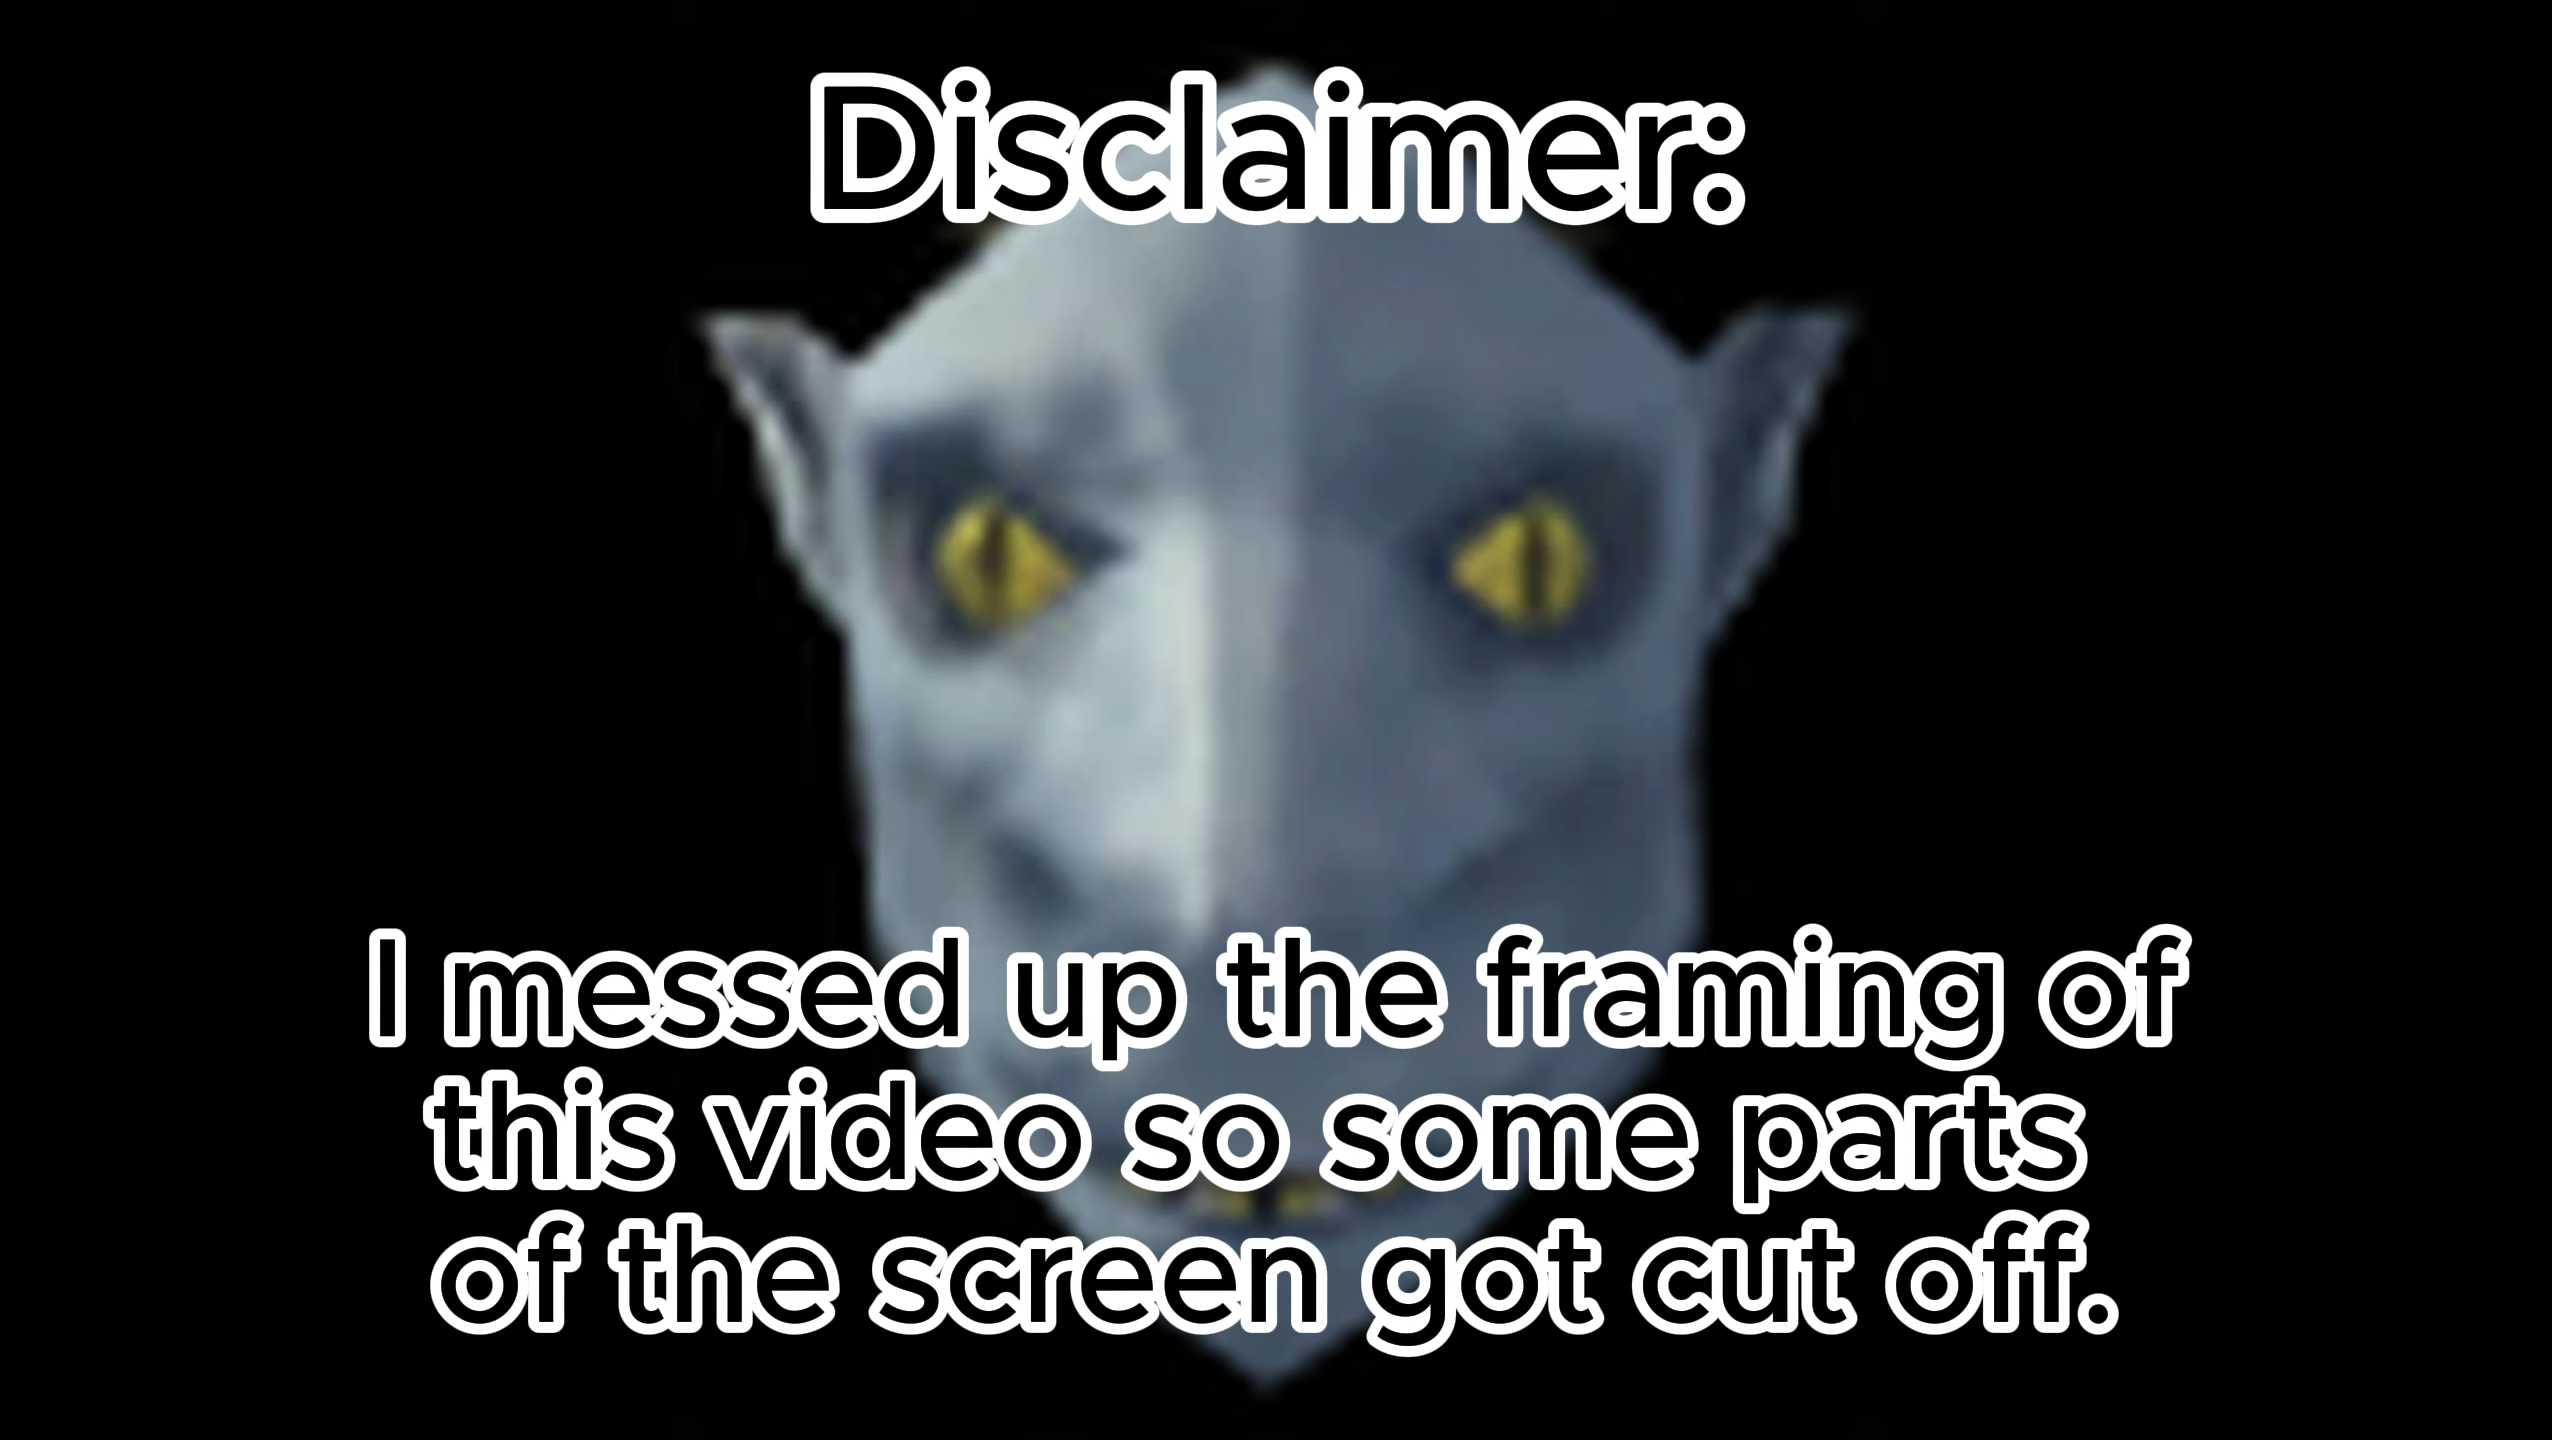 Disclaimer:
I messed up the framing of
this video so some parts
of the screen got cut off.